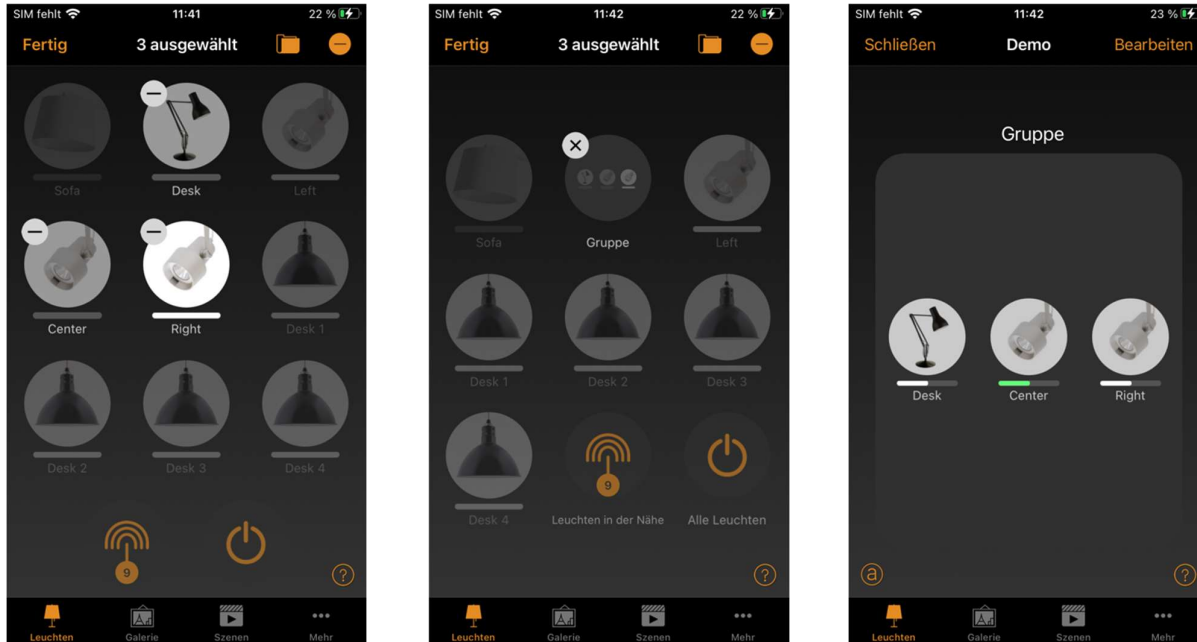 SIM fehlt 11:41 22 %
Fertig 3 ausgewählt
Sofa Desk Left
Center Right Desk 1
Desk 2 Desk 3 Desk 4
9
?
Leuchten Galerie Szenen Mehr
SIM fehlt 11:42 22 %
Fertig 3 ausgewählt
Sofa Gruppe Left
Desk 1 Desk 2 Desk 3
9
Desk 4 Leuchten in der Nähe Alle Leuchten
?
Leuchten Galerie Szenen Mehr
SIM fehlt 11:42 23 %
Schließen Demo Bearbeiten
Gruppe
Desk Center Right
a ?
Leuchten Galerie Szenen Mehr